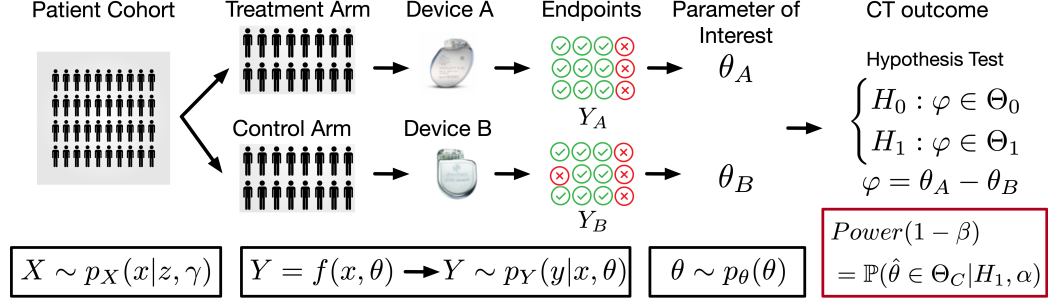 Patient Cohort
Treatment Arm
Device A
Endpoints
Parameter of
Interest
CT outcome
Hypothesis Test
Y_A
θ_A
H_0 : φ ∈ Θ_0
H_1 : φ ∈ Θ_1
φ = θ_A − θ_B
Control Arm
Device B
Y_B
θ_B
X ∼ p_X(x|z, γ)
Y = f(x, θ) → Y ∼ p_Y(y|x, θ)
θ ∼ p_θ(θ)
Power(1 − β)
= ℙ(θ̂ ∈ Θ_C|H_1, α)